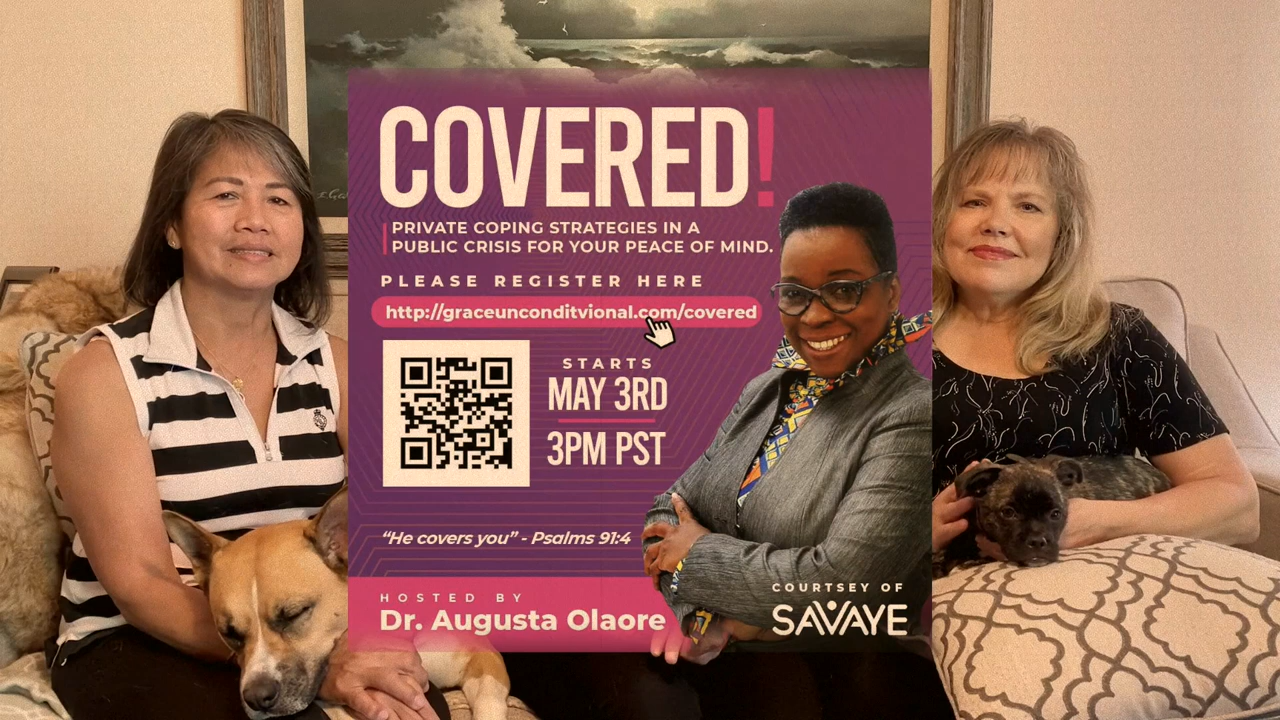 COVERED!
PRIVATE COPING STRATEGIES IN A
PUBLIC CRISIS FOR YOUR PEACE OF MIND.
PLEASE REGISTER HERE
http://graceunconditvional.com/covered
STARTS
MAY 3RD
3PM PST
“He covers you” - Psalms 91:4
HOSTED BY
Dr. Augusta Olaore
COURTSEY OF
SAVVAYE